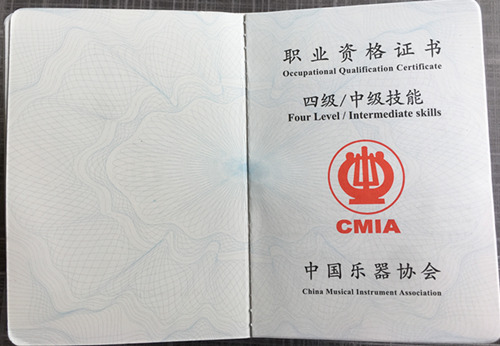 职业资格证书
Occupational Qualification Certificate
四级/中级技能
Four Level / Intermediate skills
CMIA
中国乐器协会
China Musical Instrument Association